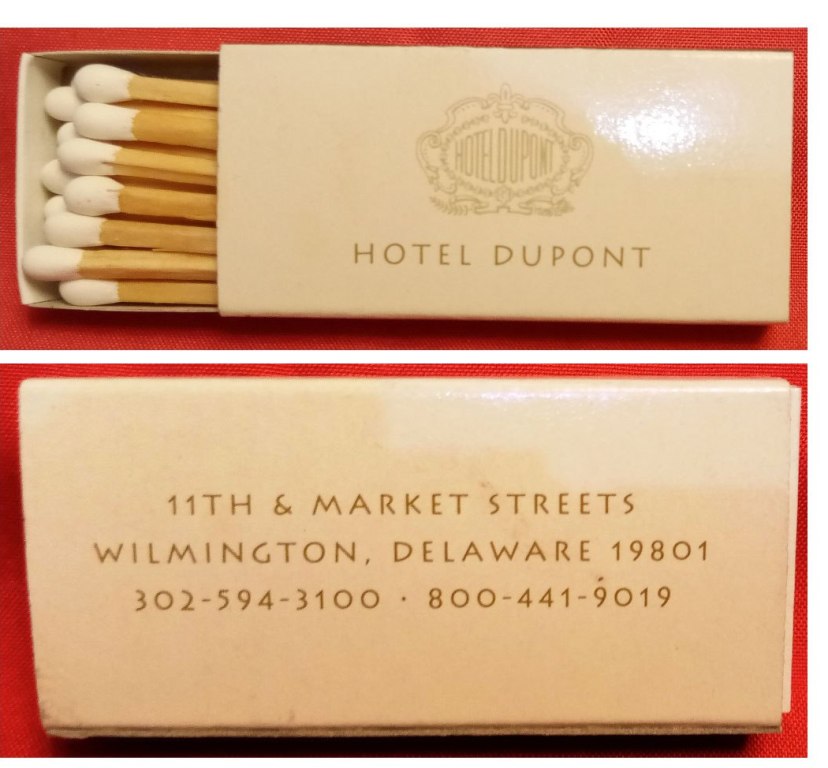 HOTEL DUPONT
HOTEL DUPONT
11TH & MARKET STREETS
WILMINGTON, DELAWARE 19801
302-594-3100 · 800-441-9019